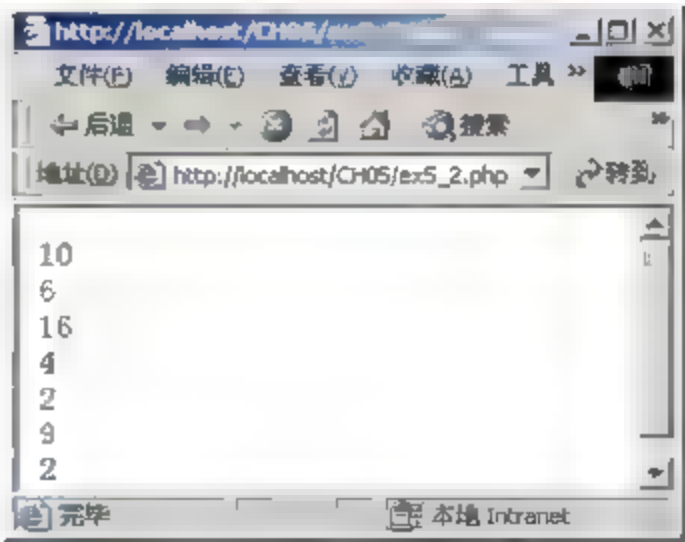 http://localhost/CH05/
文件(F) 编辑(E) 查看(V) 收藏(A) 工具 »
后退 搜索 »
地址(D) http://localhost/CH05/ex5_2.php 转到
10
6
16
4
2
9
2
完毕 本地 Intranet